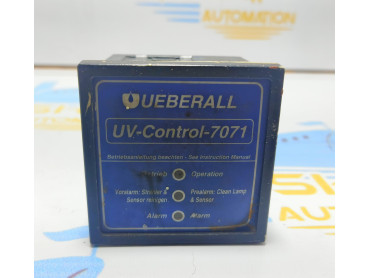 UEBERALL
UV-Control-7071
Betriebsanleitung beachten - See Instruction Manual
Betrieb Operation
Voralarm: Strahler & Prealarm: Clean Lamp
Sensor reinigen & Sensor
Alarm
AUTOMATION